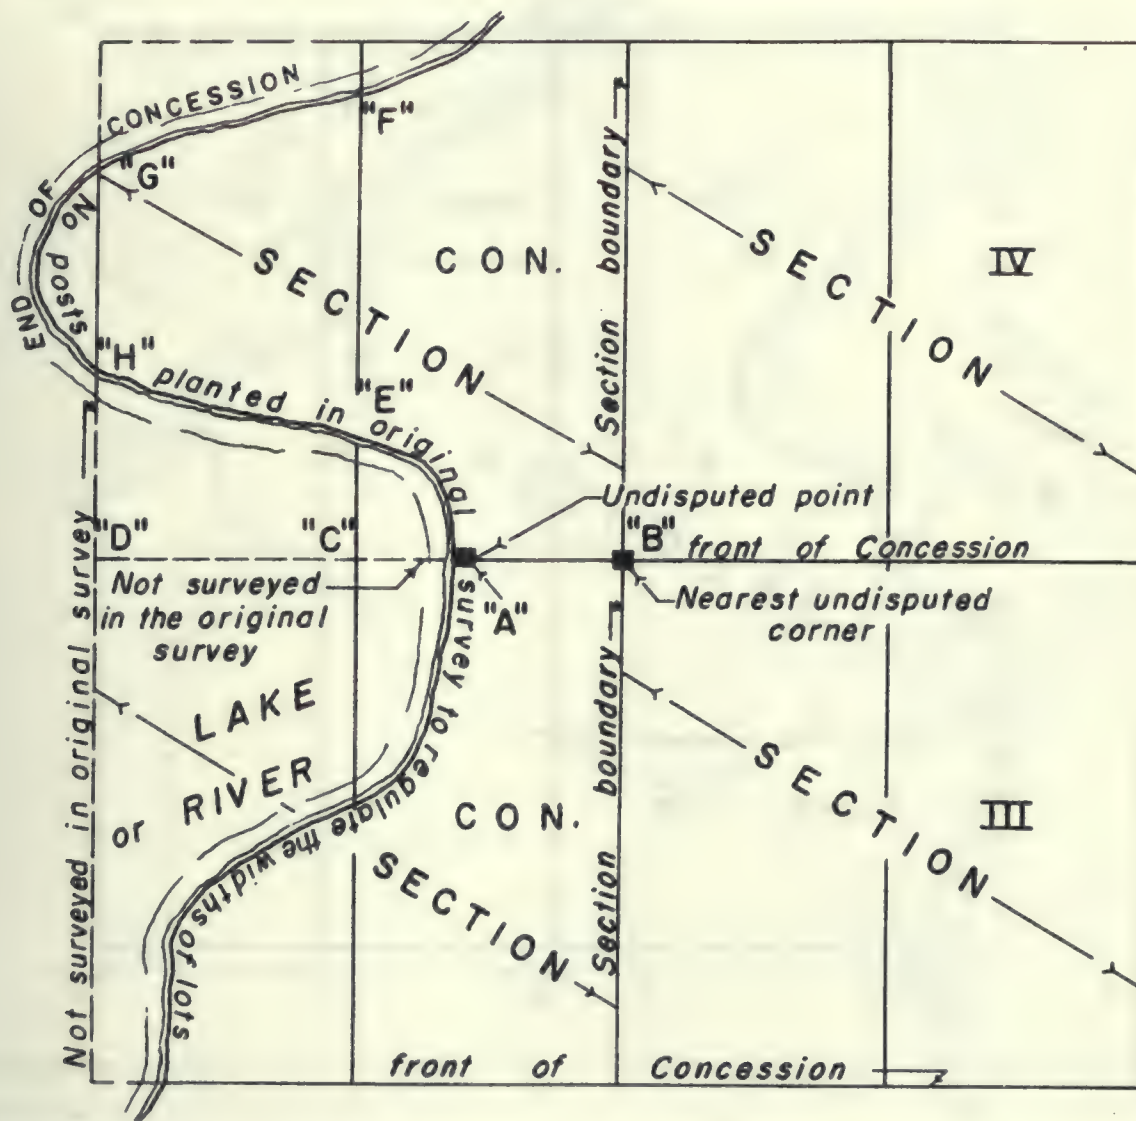 END OF CONCESSION
"F"
"G"
CON. IV
SECTION
SECTION
Section boundary
"H"
"E"
posts on
planted in original survey to regulate the widths of lots
Undisputed point
"D"
"C"
"B"
front of Concession
Not surveyed
in the original
survey
"A"
Nearest undisputed
corner
Not surveyed in original survey
LAKE
or RIVER
CON. III
SECTION
SECTION
Section boundary
front of Concession